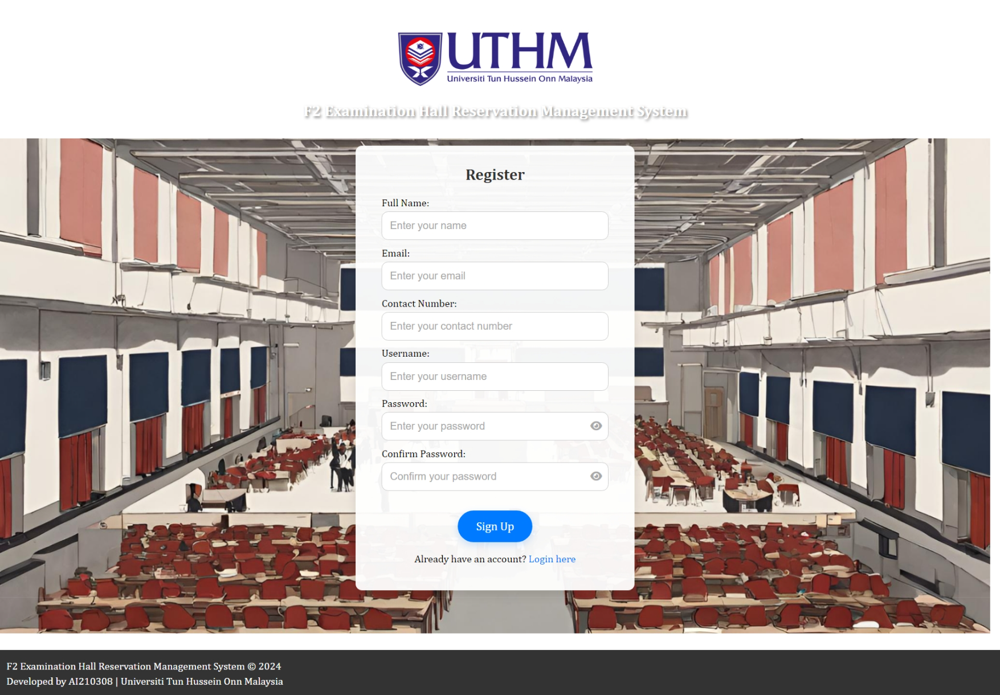 UTHM
Universiti Tun Hussein Onn Malaysia
F2 Examination Hall Reservation Management System
Register
Full Name:
Enter your name
Email:
Enter your email
Contact Number:
Enter your contact number
Username:
Enter your username
Password:
Enter your password
Confirm Password:
Confirm your password
Sign Up
Already have an account? Login here
F2 Examination Hall Reservation Management System © 2024
Developed by AI210308 | Universiti Tun Hussein Onn Malaysia